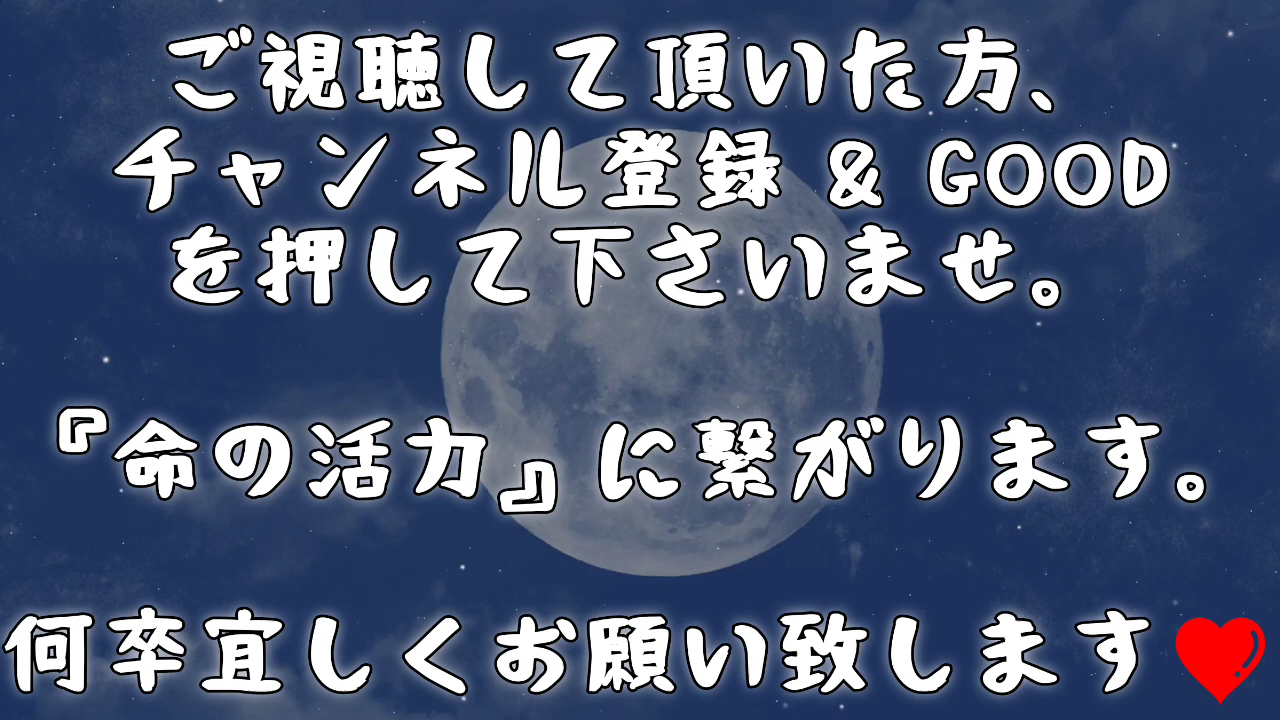 ご視聴して頂いた方、
チャンネル登録 & GOOD
を押して下さいませ。
『命の活力』に繋がります。
何卒宜しくお願い致します